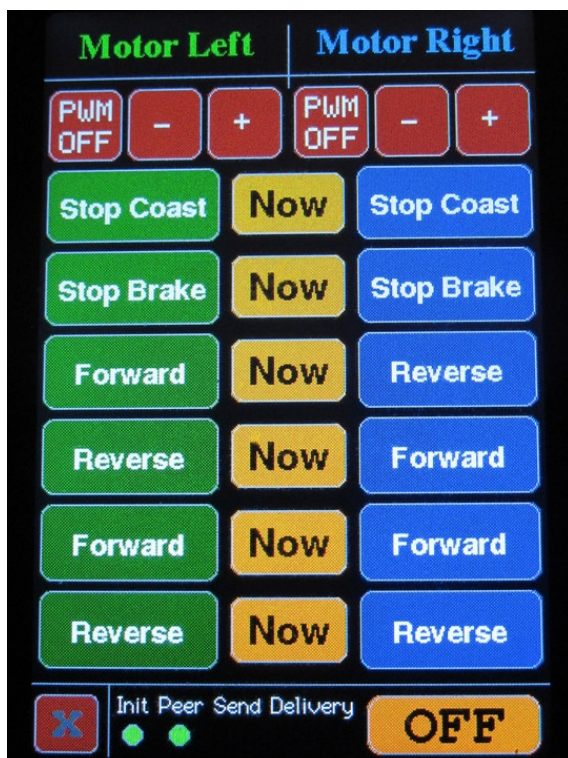 Motor Left Motor Right
PWM OFF - + PWM OFF - +
Stop Coast Now Stop Coast
Stop Brake Now Stop Brake
Forward Now Reverse
Reverse Now Forward
Forward Now Forward
Reverse Now Reverse
X Init Peer Send Delivery OFF